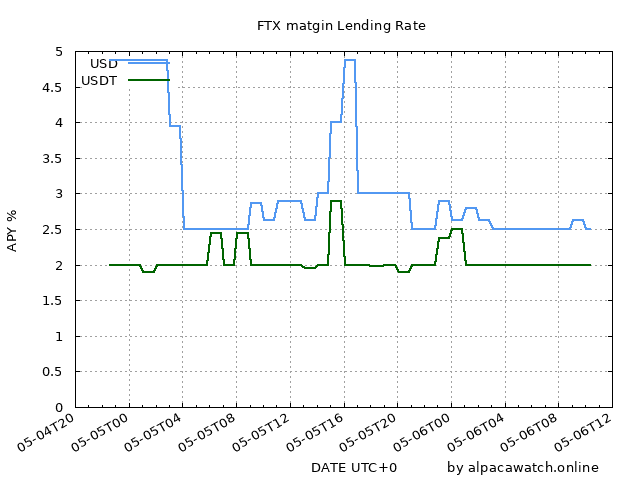 FTX matgin Lending Rate
USD
USDT
5
4.5
4
3.5
3
2.5
2
1.5
1
0.5
0
APY %
05-04T20
05-05T00
05-05T04
05-05T08
05-05T12
05-05T16
05-05T20
05-06T00
05-06T04
05-06T08
05-06T12
DATE UTC+0
by alpacawatch.online